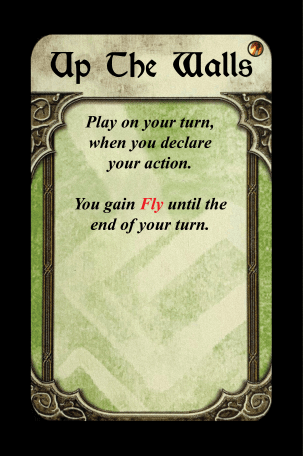 Up The Walls
Play on your turn,
when you declare
your action.
You gain Fly until the
end of your turn.